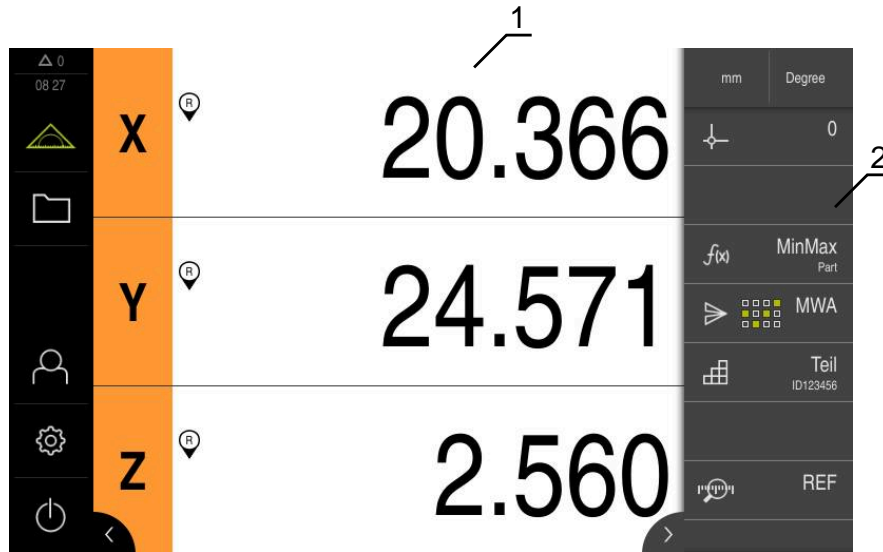 1
0
08 27
mm Degree
X R 20.366
0
2
f(x) MinMax
Part
Y R 24.571
MWA
Teil
ID123456
Z R 2.560
REF